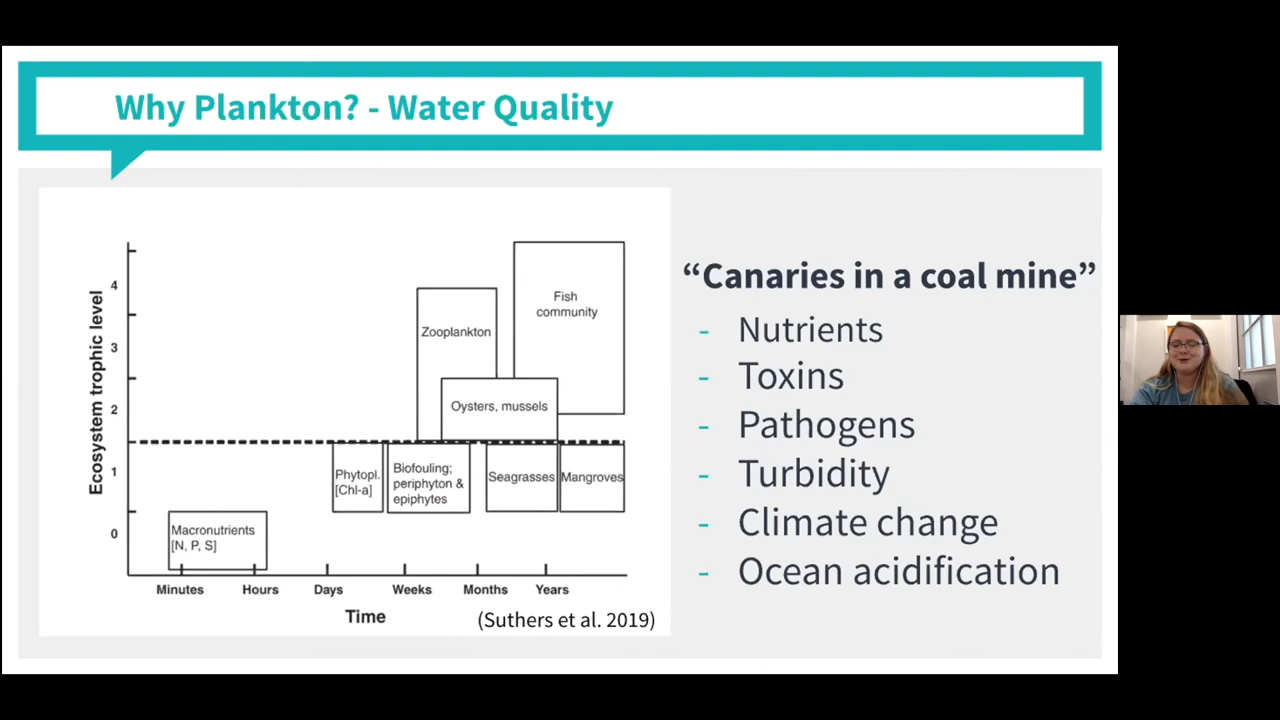 Why Plankton? - Water Quality
Ecosystem trophic level
4
3
2
1
0
Fish
community
Zooplankton
Oysters, mussels
Phytopl.
[Chl-a]
Biofouling;
periphyton &
epiphytes
Seagrasses
Mangroves
Macronutrients
[N, P, S]
Minutes Hours Days Weeks Months Years
Time
(Suthers et al. 2019)
“Canaries in a coal mine”
- Nutrients
- Toxins
- Pathogens
- Turbidity
- Climate change
- Ocean acidification